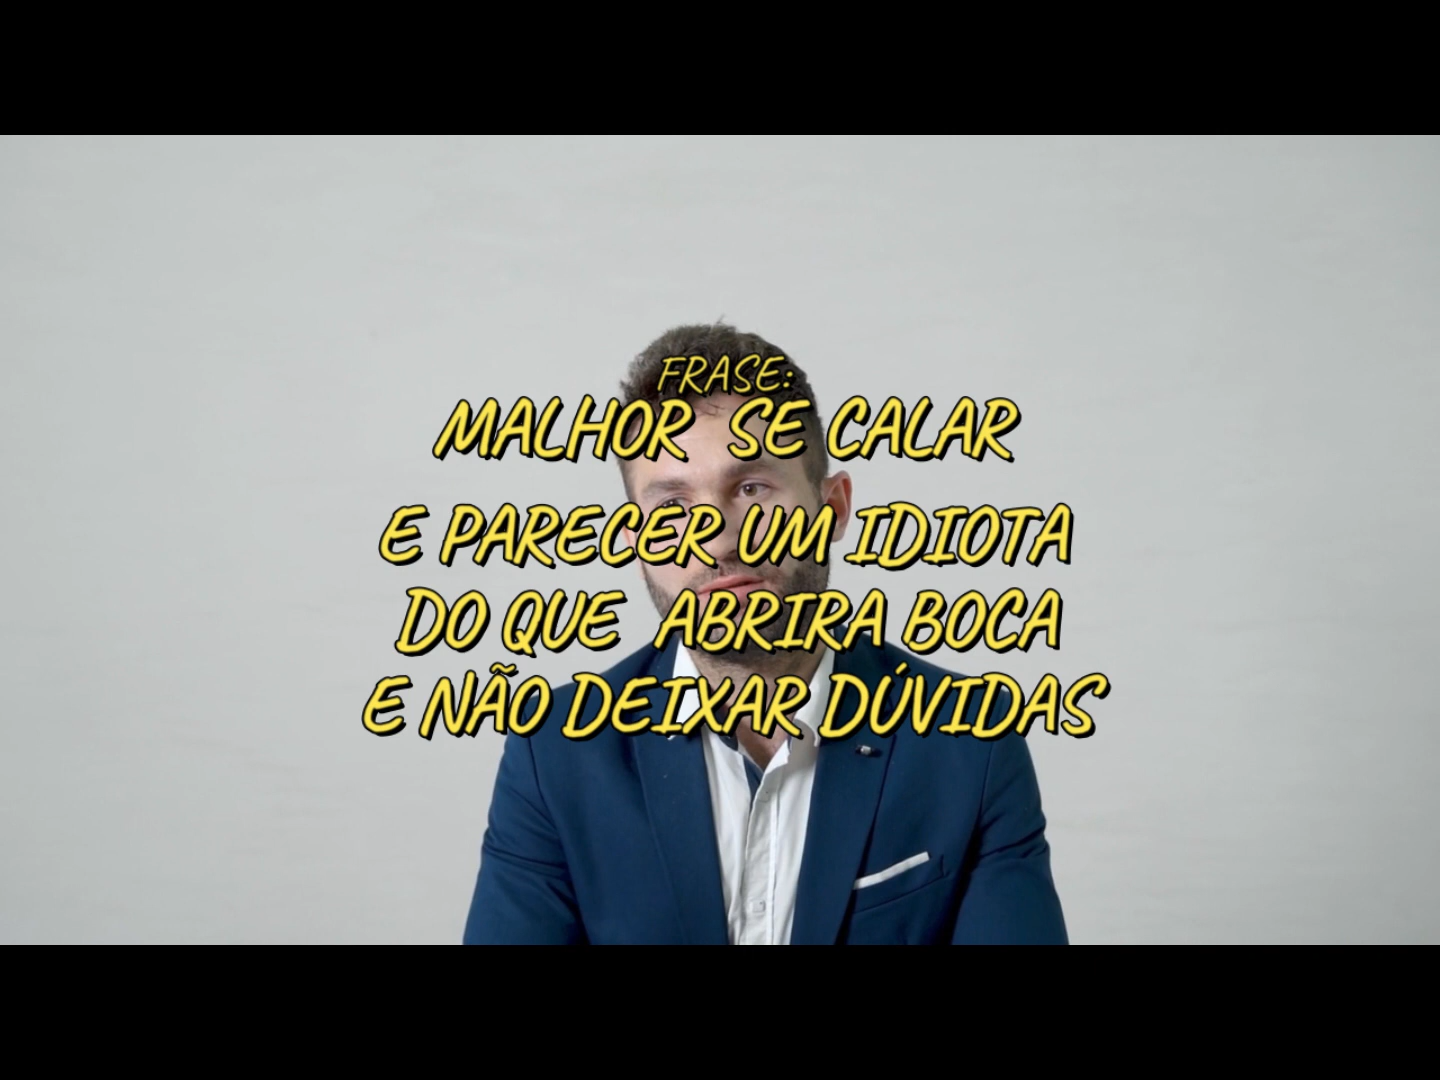 FRASE:
MALHOR SE CALAR
E PARECER UM IDIOTA
DO QUE ABRIRA BOCA
E NÃO DEIXAR DÚVIDAS